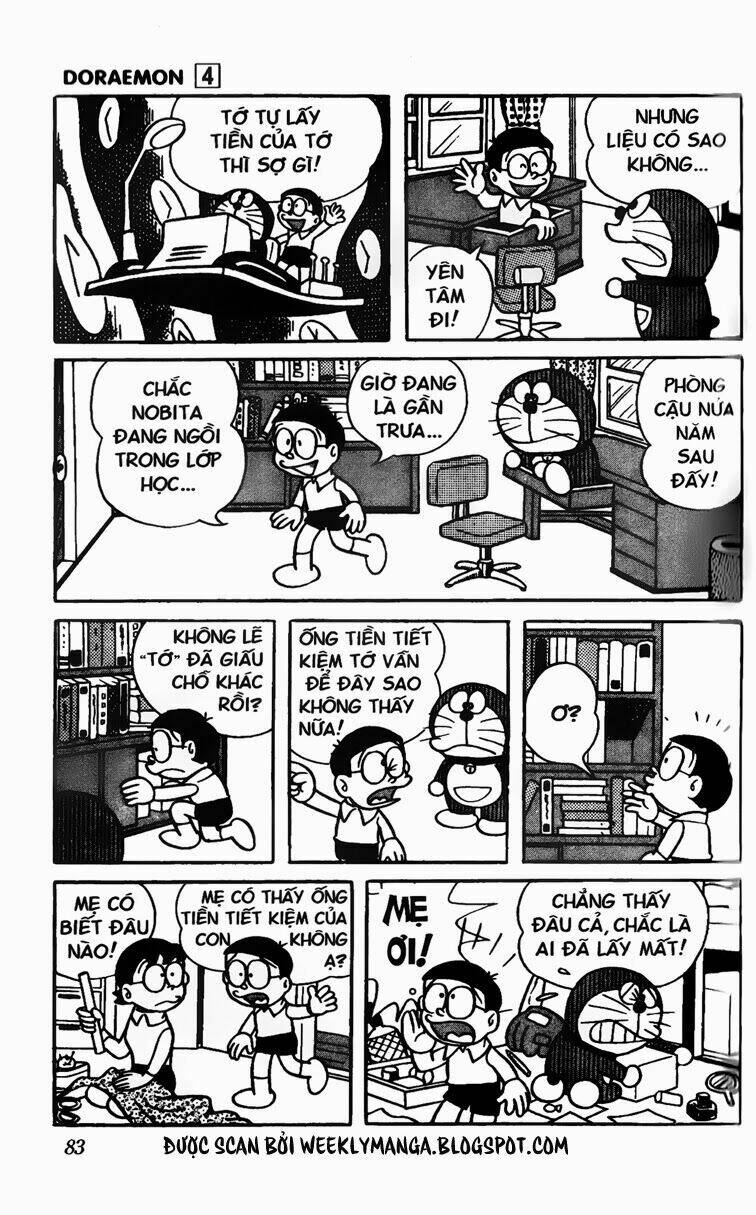 DORAEMON 4
NHƯNG
LIỆU CÓ SAO
KHÔNG...
YÊN
TÂM
ĐI!
TỚ TỰ LẤY
TIỀN CỦA TỚ
THÌ SỢ GÌ!
PHÒNG
CẬU NỬA
NĂM
SAU
ĐẤY!
GIỜ ĐANG
LÀ GẦN
TRƯA...
CHẮC
NOBITA
ĐANG NGỒI
TRONG LỚP
HỌC...
Ơ?
ỐNG TIỀN TIẾT
KIỆM TỚ VẪN
ĐỂ ĐÂY SAO
KHÔNG THẤY
NỮA!
KHÔNG LẼ
"TỚ" ĐÃ GIẤU
CHỔ KHÁC
RỒI?
CHẲNG THẤY
ĐÂU CẢ, CHẮC LÀ
AI ĐÃ LẤY MẤT!
MẸ
ƠI!
MẸ CÓ THẤY ỐNG
TIỀN TIẾT KIỆM CỦA
CON KHÔNG
Ạ?
MẸ CÓ
BIẾT ĐÂU
NÀO!
83
ĐƯỢC SCAN BỞI WEEKLYMANGA.BLOGSPOT.COM